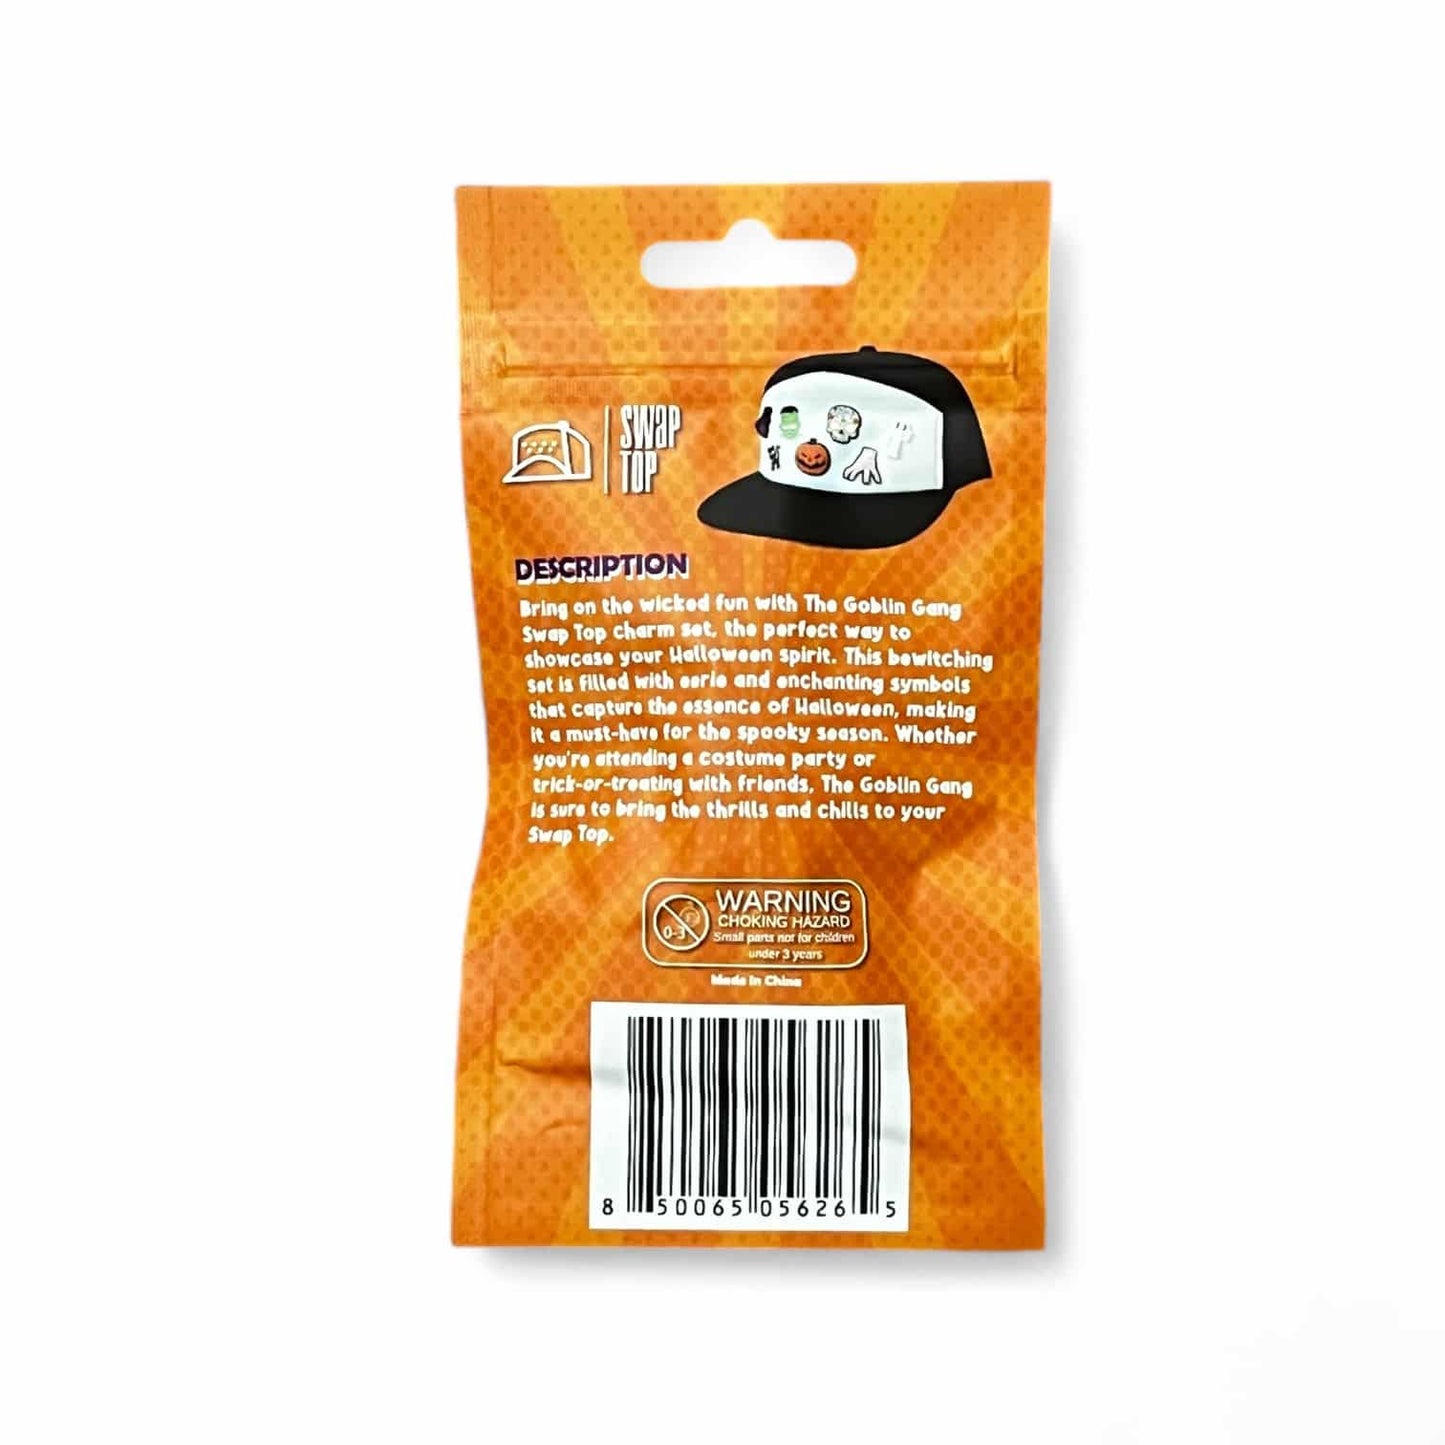 SWAP
TOP
DESCRIPTION
Bring on the wicked fun with The Goblin Gang
Swap Top charm set, the perfect way to
showcase your Halloween spirit. This bewitching
set is filled with eerie and enchanting symbols
that capture the essence of Halloween, making
it a must-have for the spooky season. Whether
you're attending a costume party or
trick-or-treating with friends, The Goblin Gang
is sure to bring the thrills and chills to your
Swap Top.
0-3
WARNING
CHOKING HAZARD
Small parts not for children
under 3 years
Made In China
8 50065 05626 5